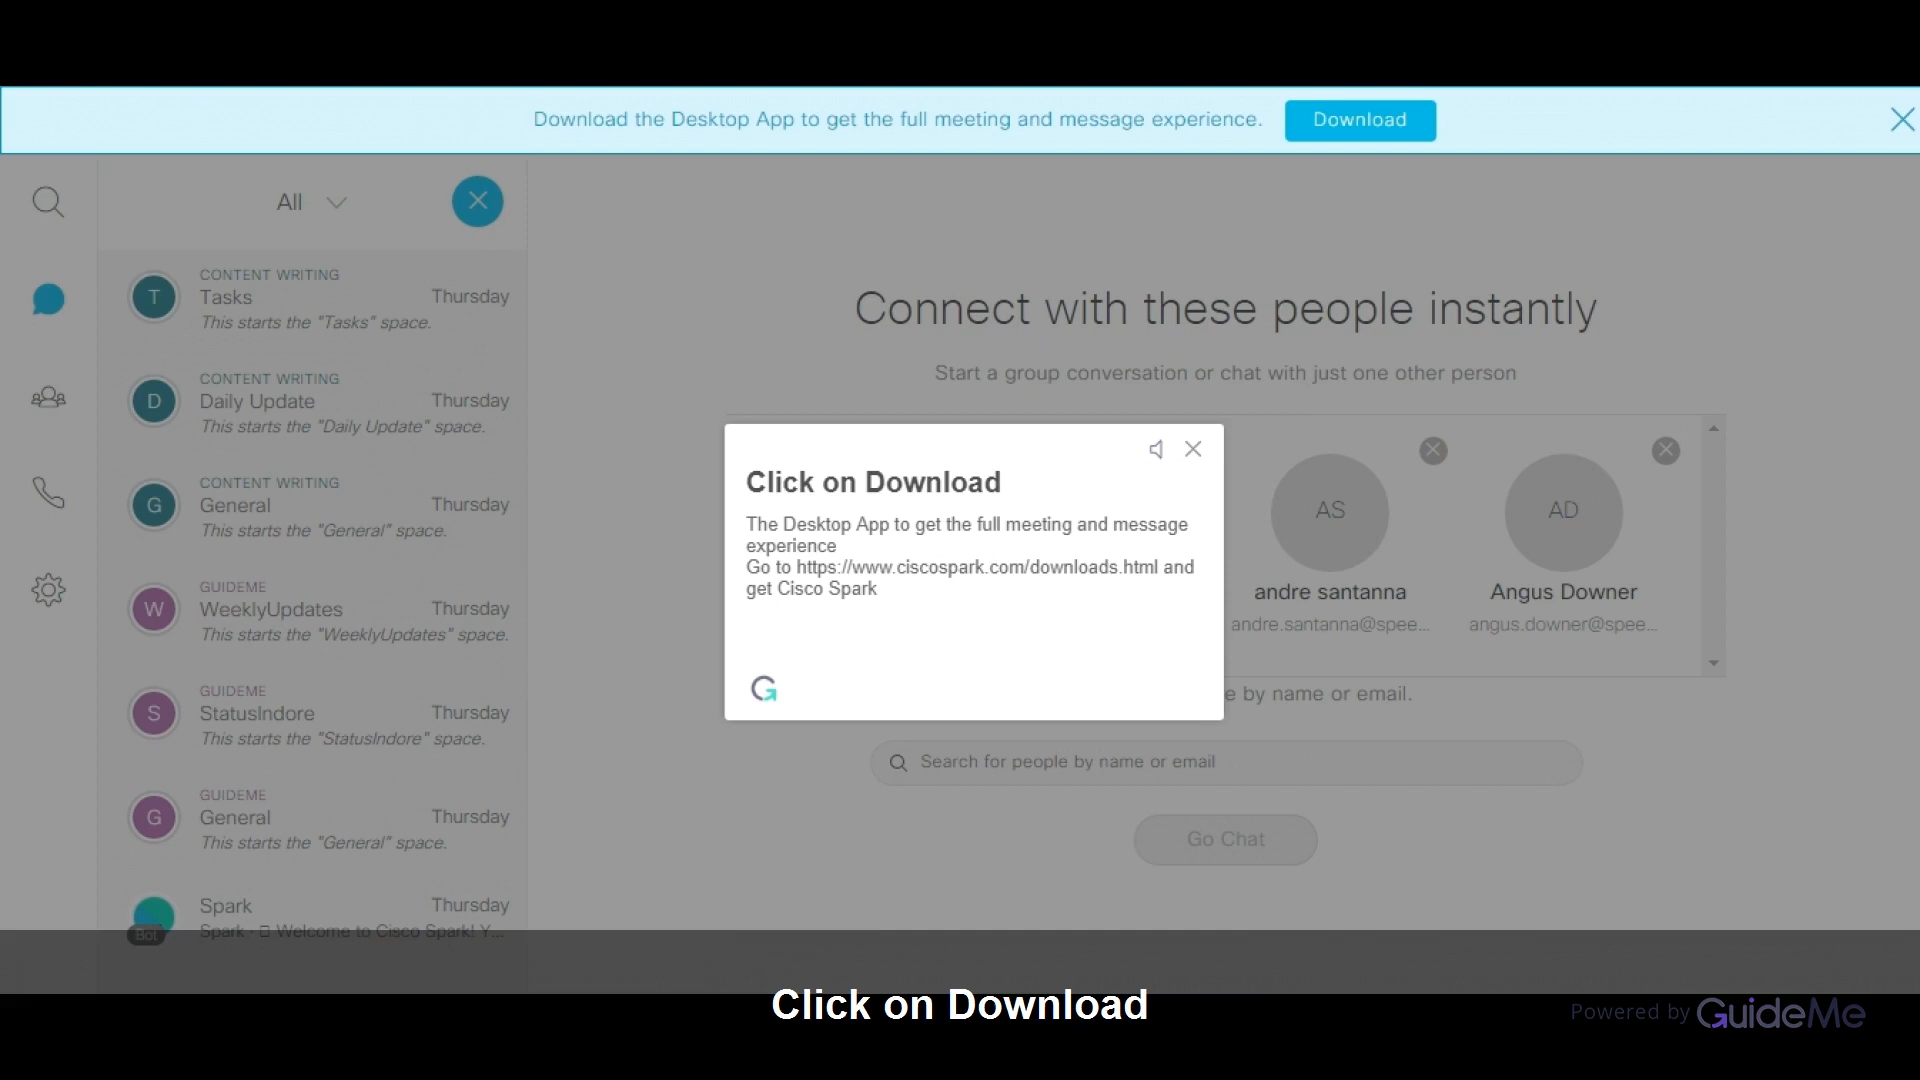 Download the Desktop App to get the full meeting and message experience.
Download
All
CONTENT WRITING
T
Tasks
Thursday
This starts the "Tasks" space.
CONTENT WRITING
D
Daily Update
Thursday
This starts the "Daily Update" space.
CONTENT WRITING
G
General
Thursday
This starts the "General" space.
GUIDEME
W
WeeklyUpdates
Thursday
This starts the "WeeklyUpdates" space.
GUIDEME
S
StatusIndore
Thursday
This starts the "StatusIndore" space.
GUIDEME
G
General
Thursday
This starts the "General" space.
Spark
Thursday
Bot
Spark - Welcome to Cisco Spark! Y...
Connect with these people instantly
Start a group conversation or chat with just one other person
Click on Download
The Desktop App to get the full meeting and message
experience
Go to https://www.ciscospark.com/downloads.html and
get Cisco Spark
AS
andre santanna
andre.santanna@spee...
AD
Angus Downer
angus.downer@spee...
e by name or email.
Search for people by name or email
Go Chat
Click on Download
Powered by GuideMe